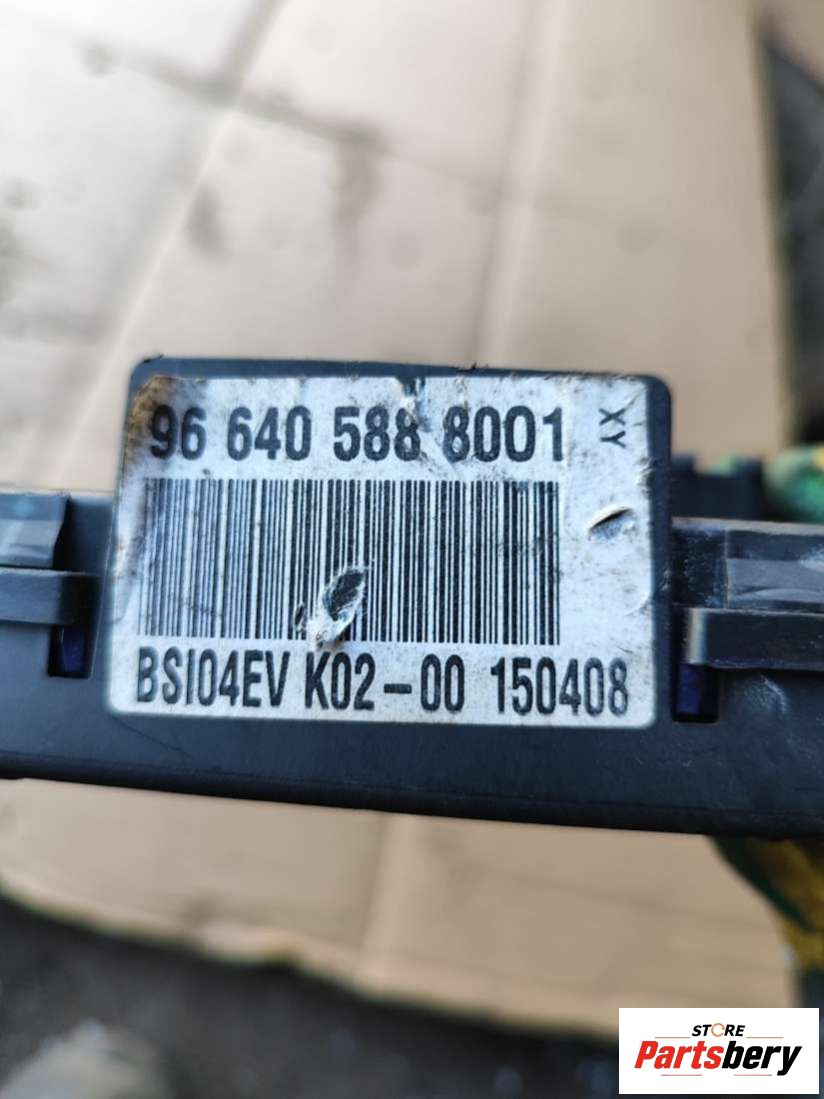 96 640 588 8001 XY
BSI04EV K02-00 150408
STORE
Partsbery